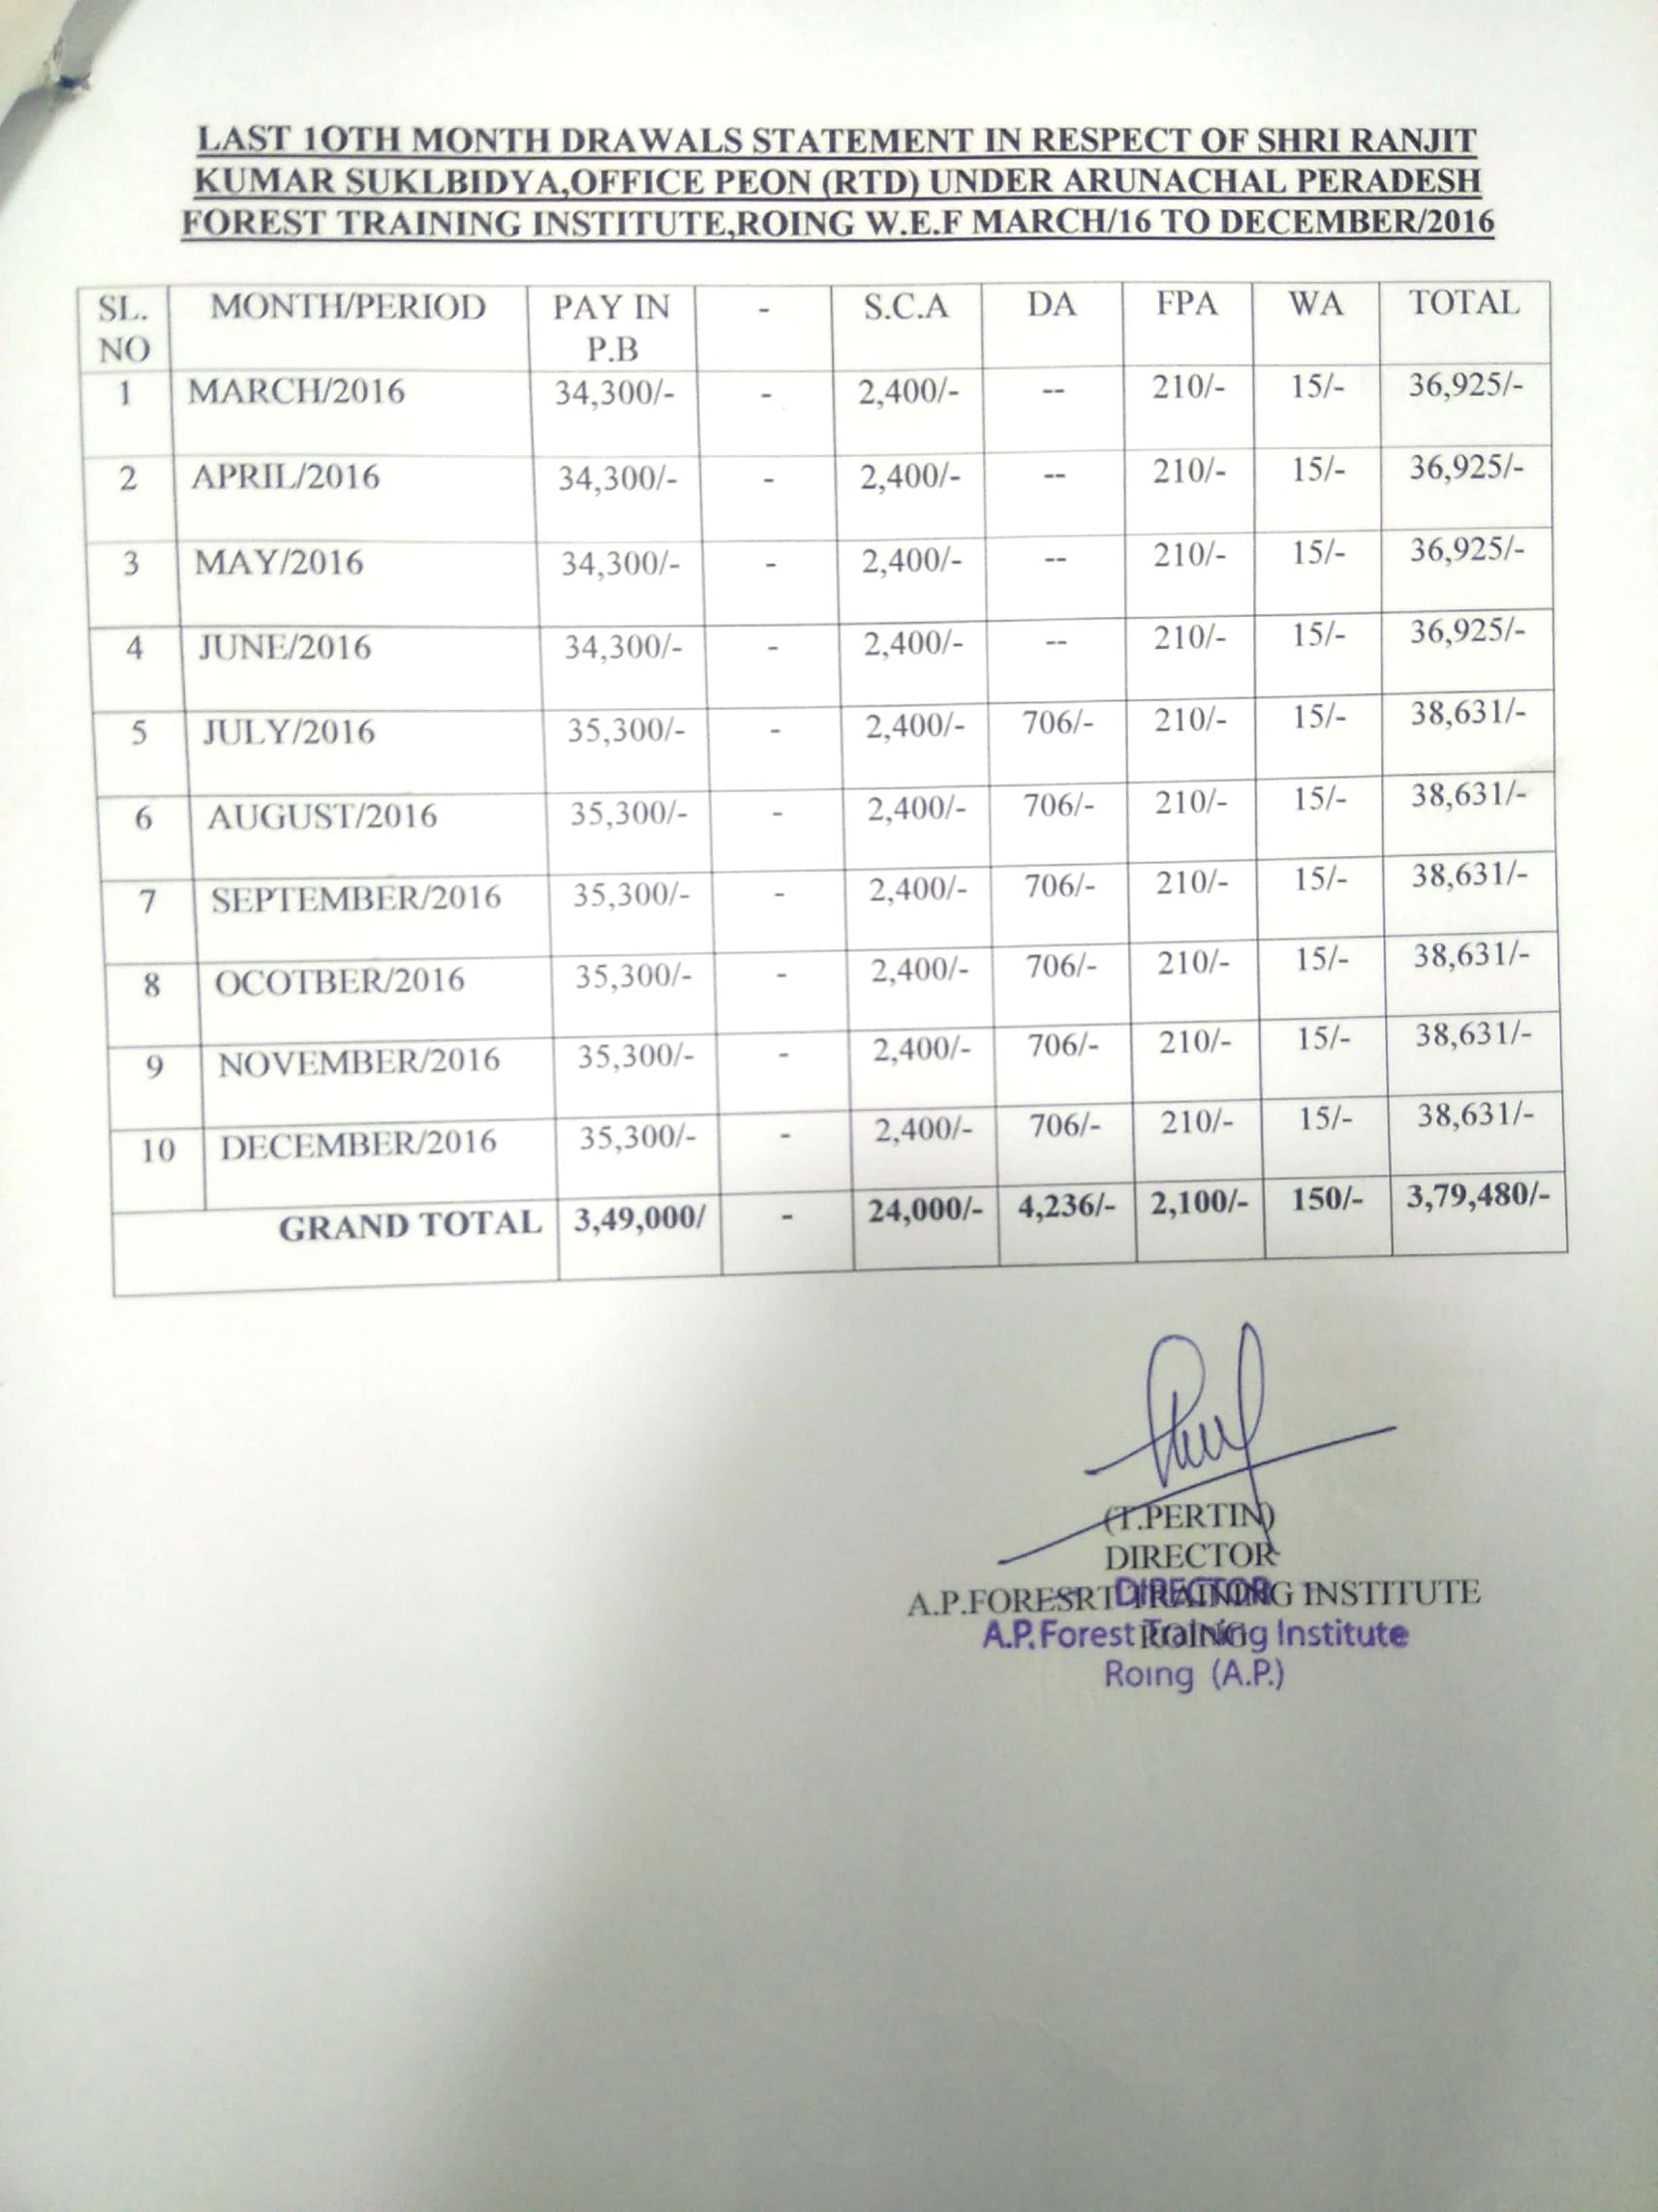 LAST 1OTH MONTH DRAWALS STATEMENT IN RESPECT OF SHRI RANJIT
KUMAR SUKLBIDYA,OFFICE PEON (RTD) UNDER ARUNACHAL PERADESH
FOREST TRAINING INSTITUTE,ROING W.E.F MARCH/16 TO DECEMBER/2016
SL. NO MONTH/PERIOD PAY IN P.B - S.C.A DA FPA WA TOTAL
1 MARCH/2016 34,300/- - 2,400/- -- 210/- 15/- 36,925/-
2 APRIL/2016 34,300/- - 2,400/- -- 210/- 15/- 36,925/-
3 MAY/2016 34,300/- - 2,400/- -- 210/- 15/- 36,925/-
4 JUNE/2016 34,300/- - 2,400/- -- 210/- 15/- 36,925/-
5 JULY/2016 35,300/- - 2,400/- 706/- 210/- 15/- 38,631/-
6 AUGUST/2016 35,300/- - 2,400/- 706/- 210/- 15/- 38,631/-
7 SEPTEMBER/2016 35,300/- - 2,400/- 706/- 210/- 15/- 38,631/-
8 OCOTBER/2016 35,300/- - 2,400/- 706/- 210/- 15/- 38,631/-
9 NOVEMBER/2016 35,300/- - 2,400/- 706/- 210/- 15/- 38,631/-
10 DECEMBER/2016 35,300/- - 2,400/- 706/- 210/- 15/- 38,631/-
GRAND TOTAL 3,49,000/ - 24,000/- 4,236/- 2,100/- 150/- 3,79,480/-
(T.PERTIN)
DIRECTOR
A.P.FORESRT TRAINING INSTITUTE
ROING
DIRECTOR
A.P. Forest Training Institute
Roing (A.P.)